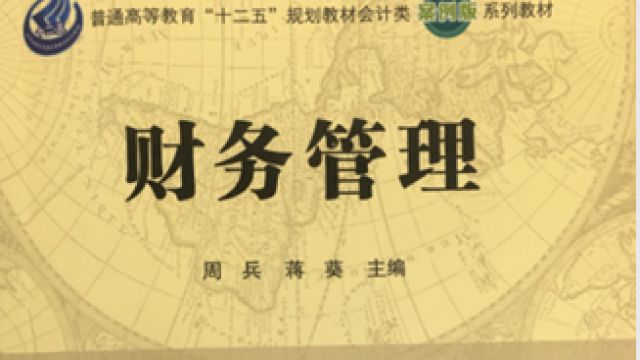 普通高等教育“十二五”规划教材会计类 案例版 系列教材
财务管理
周 兵 蒋 葵 主编